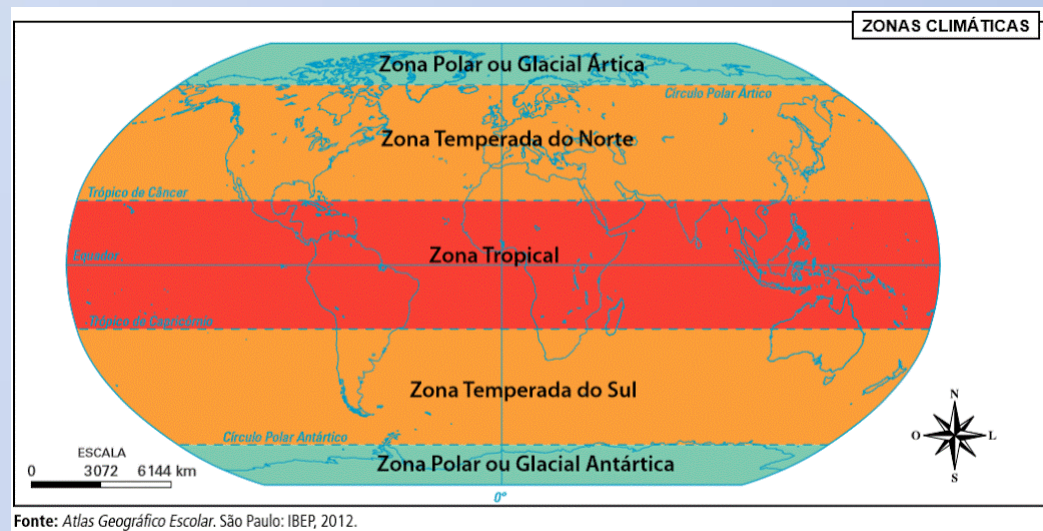 ZONAS CLIMÁTICAS
Zona Polar ou Glacial Ártica
Círculo Polar Ártico
Zona Temperada do Norte
Trópico de Câncer
Zona Tropical
Equador
Trópico de Capricórnio
Zona Temperada do Sul
N
O L
S
Círculo Polar Antártico
ESCALA
0 3072 6144 km
Zona Polar ou Glacial Antártica
0°
Fonte: Atlas Geográfico Escolar. São Paulo: IBEP, 2012.